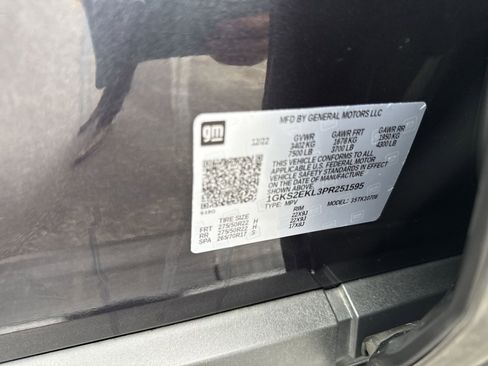 MFD BY GENERAL MOTORS LLC
gm
12/22 GVWR GAWR FRT GAWR RR
3402 KG 1678 KG 1950 KG
7500 LB 3700 LB 4300 LB
THIS VEHICLE CONFORMS TO ALL
APPLICABLE U.S. FEDERAL MOTOR
VEHICLE SAFETY STANDARDS IN EFFECT
ON THE DATE OF MANUFACTURE SHOWN ABOVE.
1GKS2EKL3PR251595
TYPE: MPV MODEL:
TIRE SIZE RIM
FRT 275/50R22 H 22x9J
RR 275/50R22 H 22x9J
SPA 265/70R17 S 17x8J